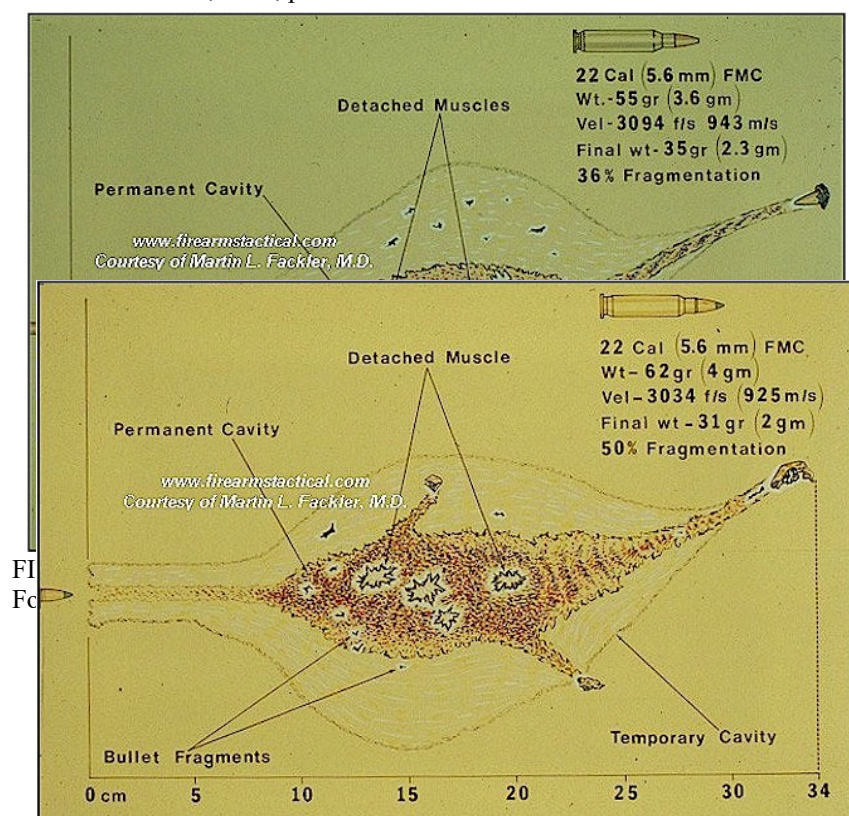 22 Cal (5.6 mm) FMC
Wt.-55gr (3.6 gm)
Vel-3094 f/s 943 m/s
Final wt-35gr (2.3 gm)
36% Fragmentation
Detached Muscles
Permanent Cavity
www.firearmstactical.com
Courtesy of Martin L. Fackler, M.D.
22 Cal (5.6 mm) FMC
Wt-62gr (4 gm)
Vel-3034 f/s (925m/s)
Final wt-31gr (2gm)
50% Fragmentation
Detached Muscle
Permanent Cavity
www.firearmstactical.com
Courtesy of Martin L. Fackler, M.D.
Temporary Cavity
Bullet Fragments
0 cm 5 10 15 20 25 30 34